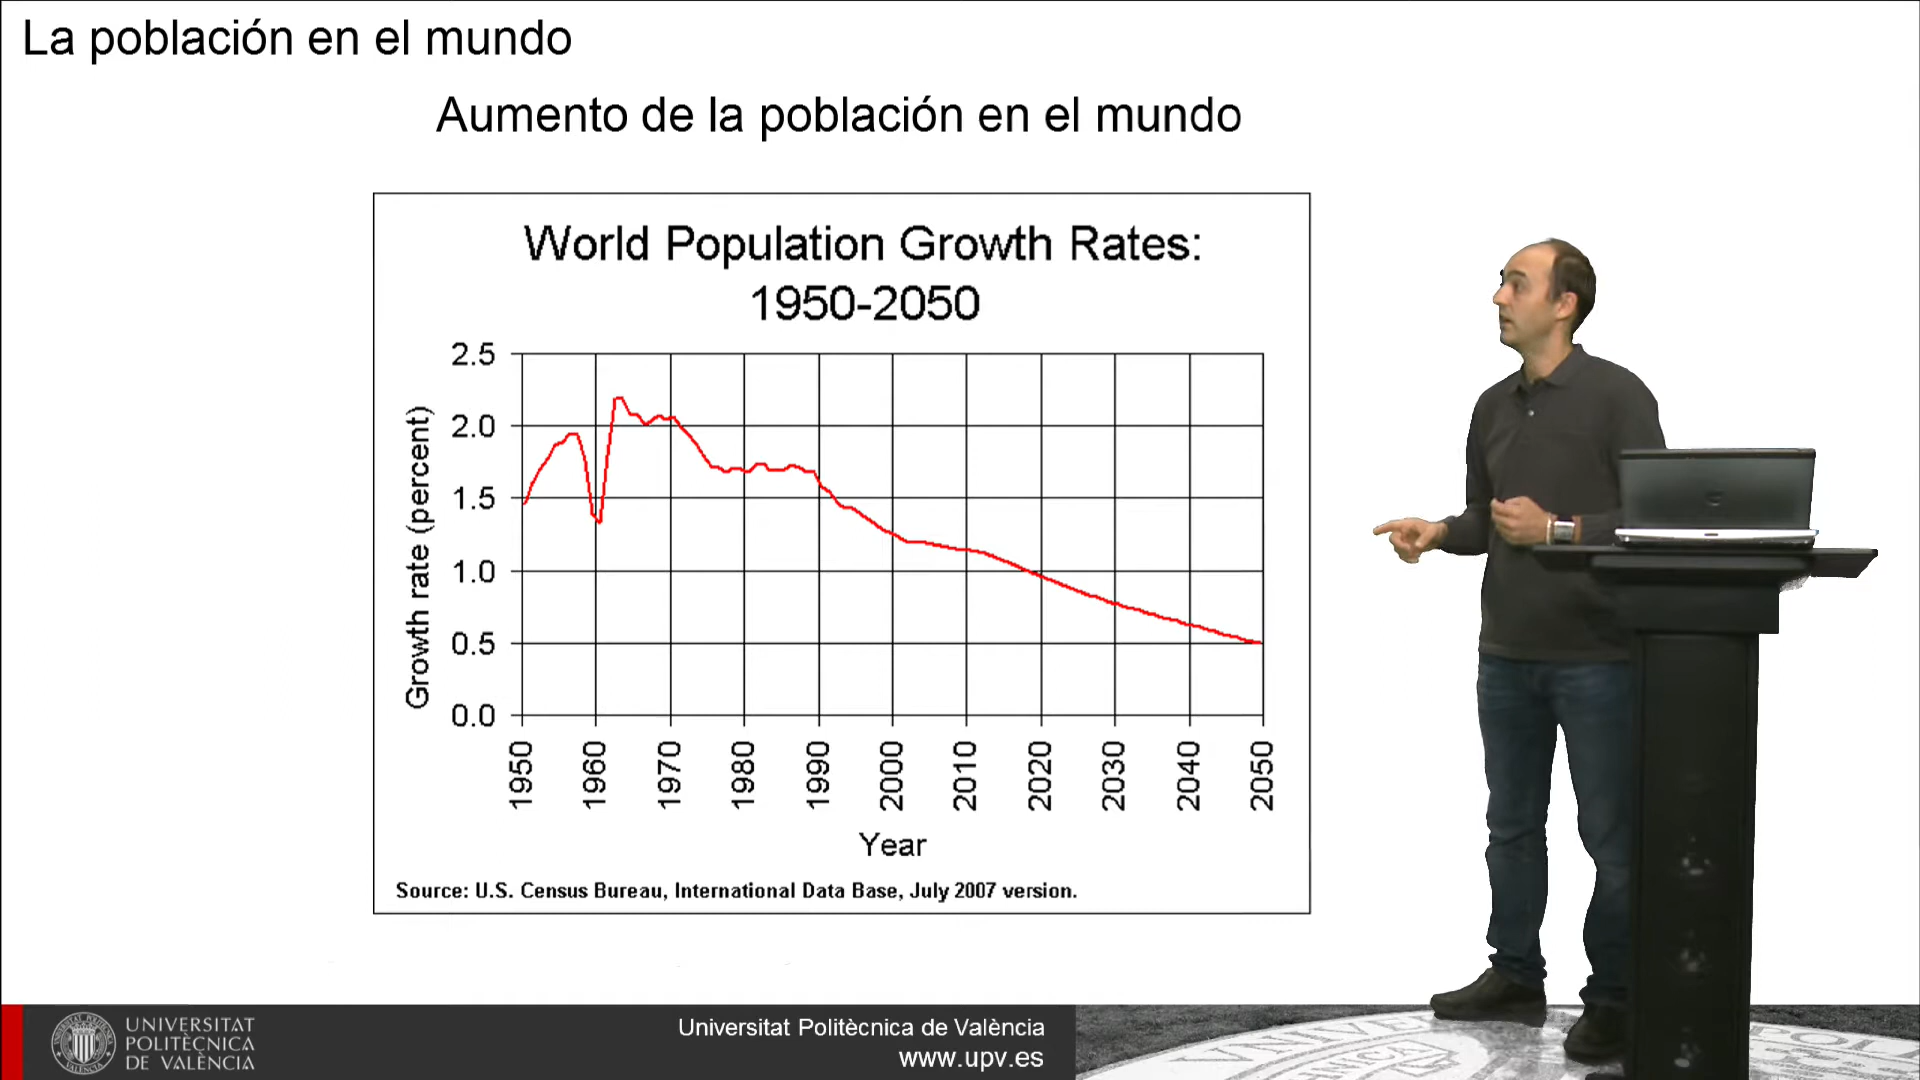 La población en el mundo
Aumento de la población en el mundo
World Population Growth Rates:
1950-2050
2.5
2.0
1.5
1.0
0.5
0.0
Growth rate (percent)
1950 1960 1970 1980 1990 2000 2010 2020 2030 2040 2050
Year
Source: U.S. Census Bureau, International Data Base, July 2007 version.
UNIVERSITAT
POLITÈCNICA
DE VALÈNCIA
Universitat Politècnica de València
www.upv.es